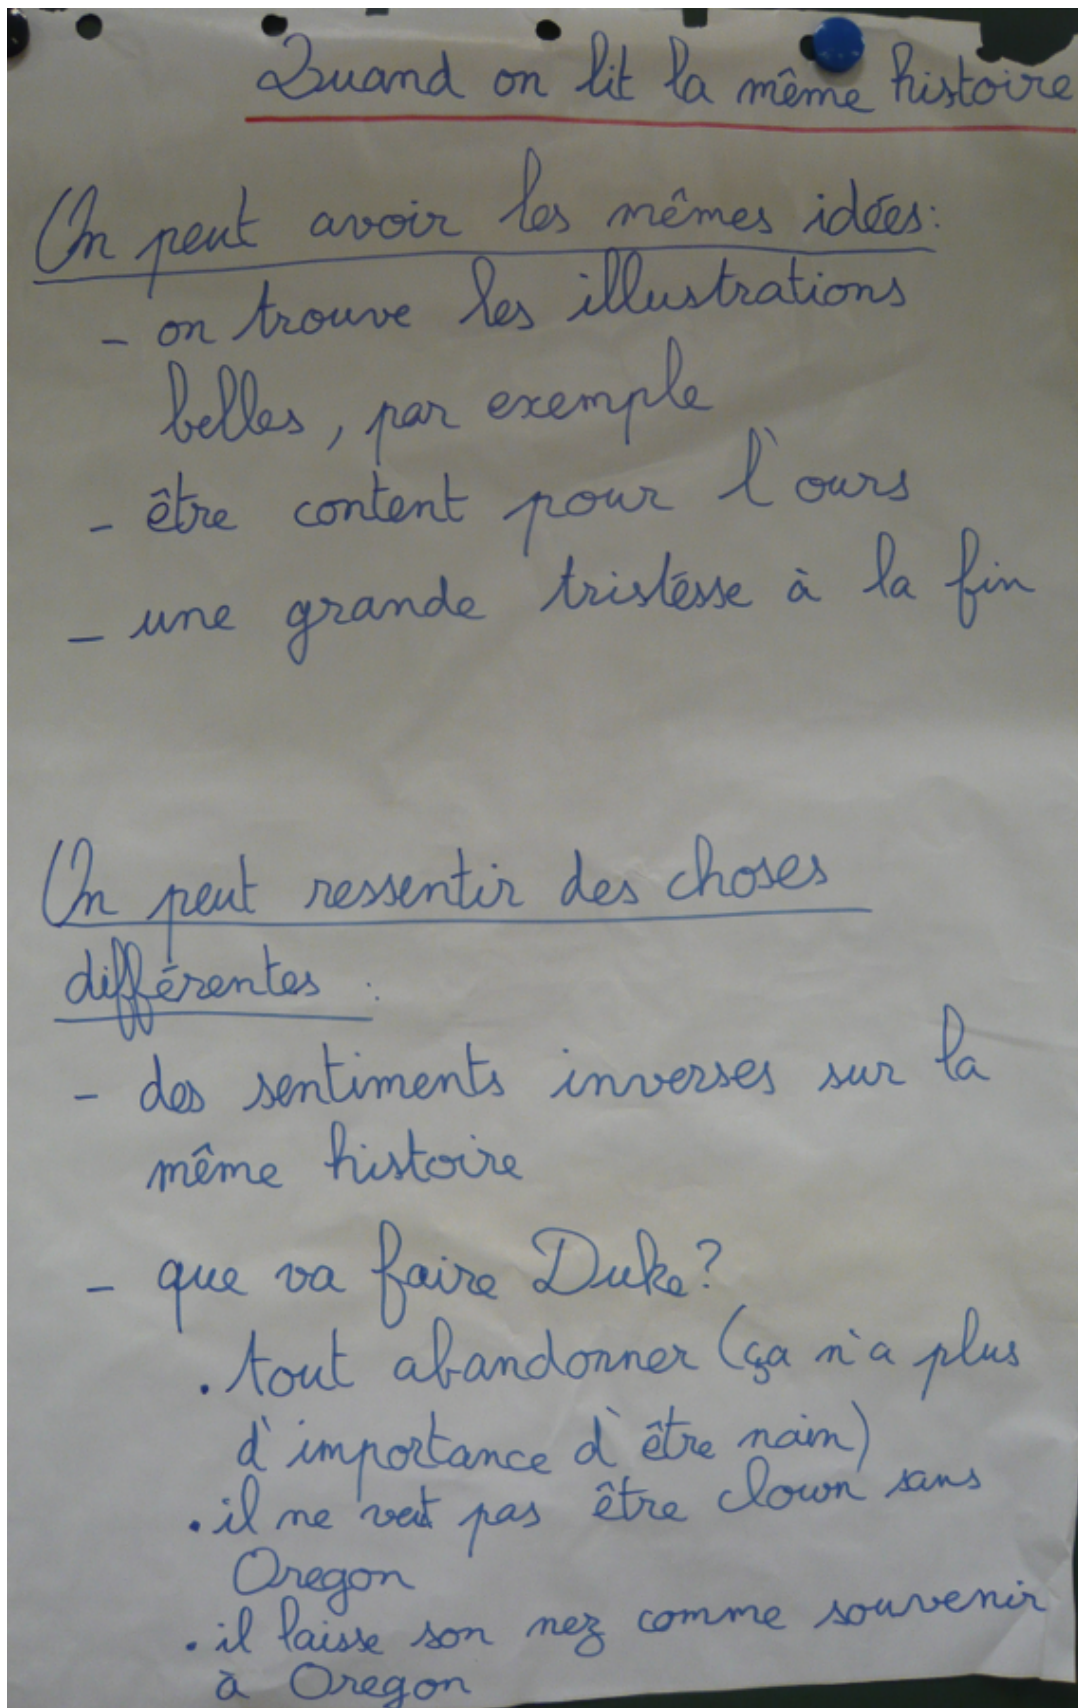 Quand on lit la même histoire
On peut avoir les mêmes idées:
- on trouve les illustrations
belles, par exemple
- être content pour l'ours
- une grande tristesse à la fin
On peut ressentir des choses
différentes :
- des sentiments inverses sur la
même histoire
- que va faire Duke?
. tout abandonner (ça n'a plus
d'importance d'être nain)
. il ne veut pas être clown sans
Oregon
. il laisse son nez comme souvenir
à Oregon